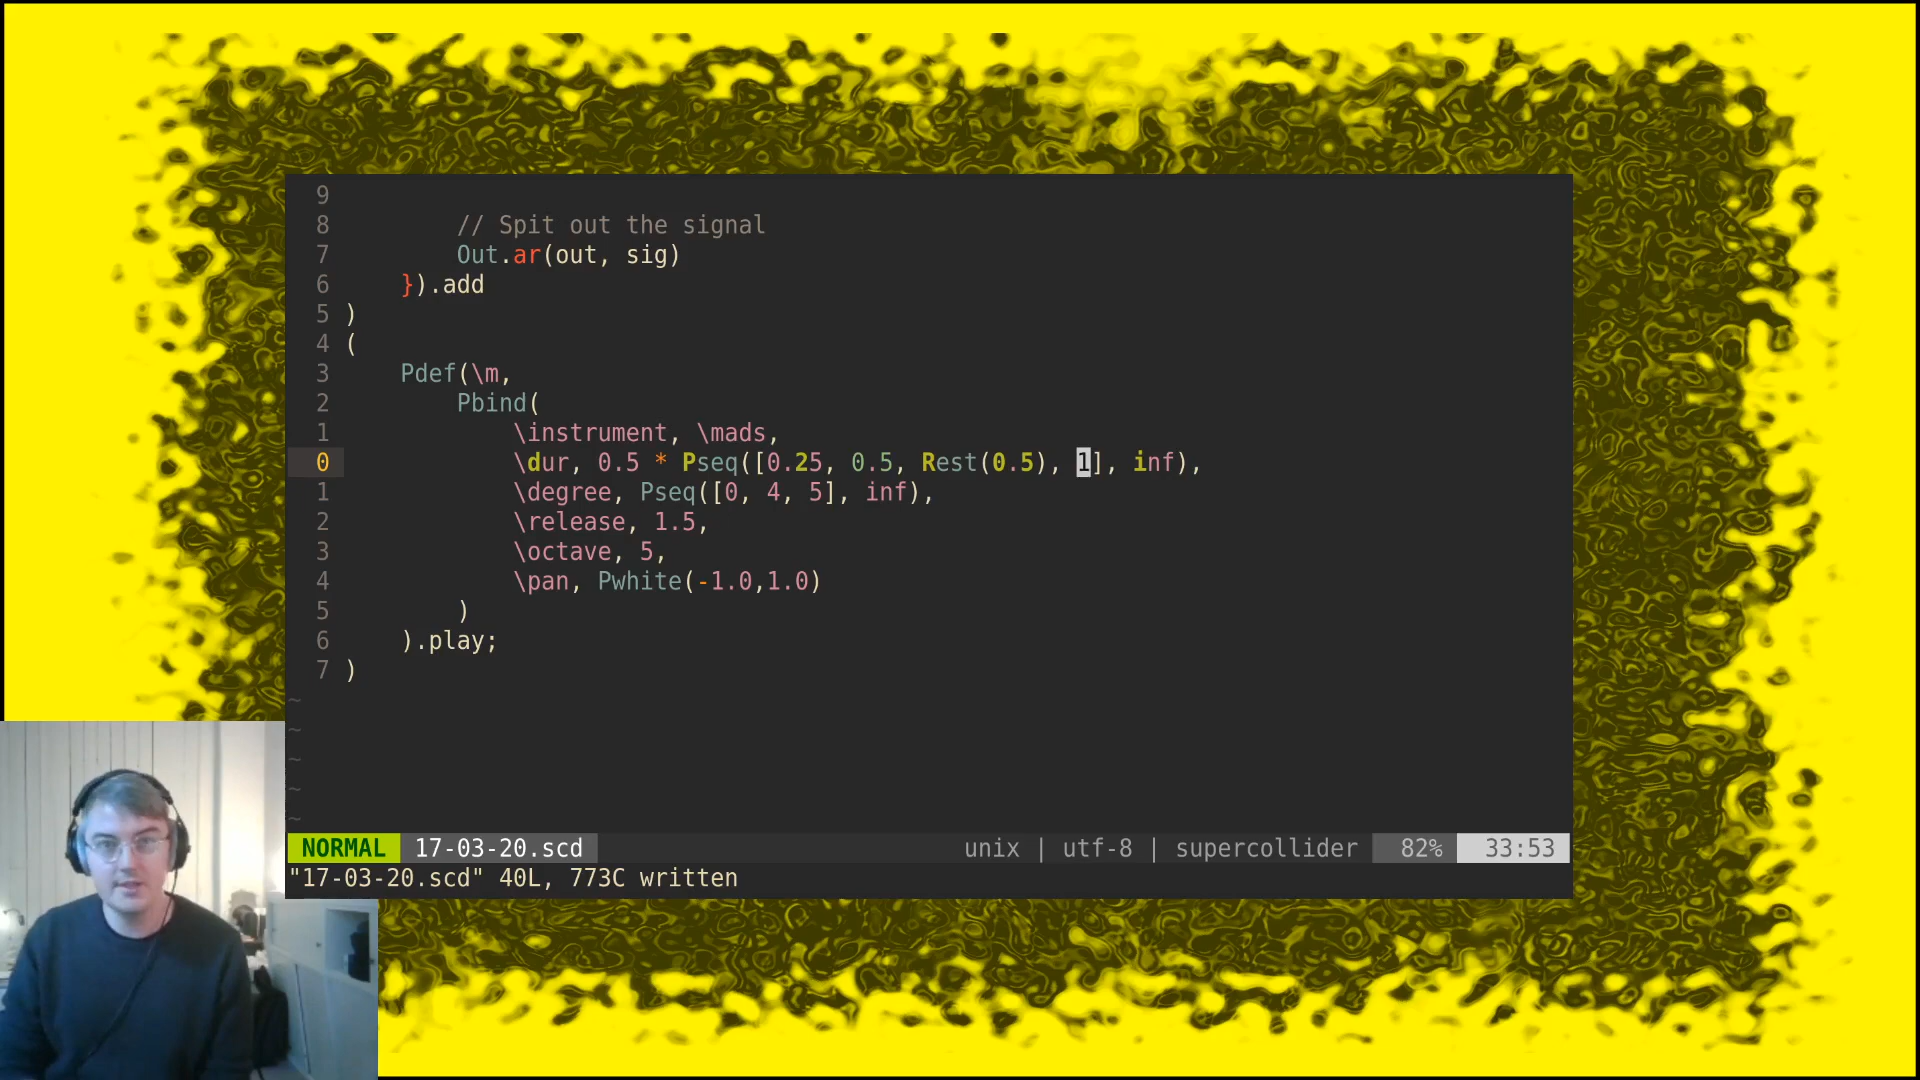 9
8 // Spit out the signal
7 Out.ar(out, sig)
6 }).add
5 )
4 (
3 Pdef(\m,
2 Pbind(
1 \instrument, \mads,
0 \dur, 0.5 * Pseq([0.25, 0.5, Rest(0.5), 1], inf),
1 \degree, Pseq([0, 4, 5], inf),
2 \release, 1.5,
3 \octave, 5,
4 \pan, Pwhite(-1.0,1.0)
5 )
6 ).play;
7 )
~
~
~
~
~
NORMAL 17-03-20.scd unix | utf-8 | supercollider 82% 33:53
"17-03-20.scd" 40L, 773C written